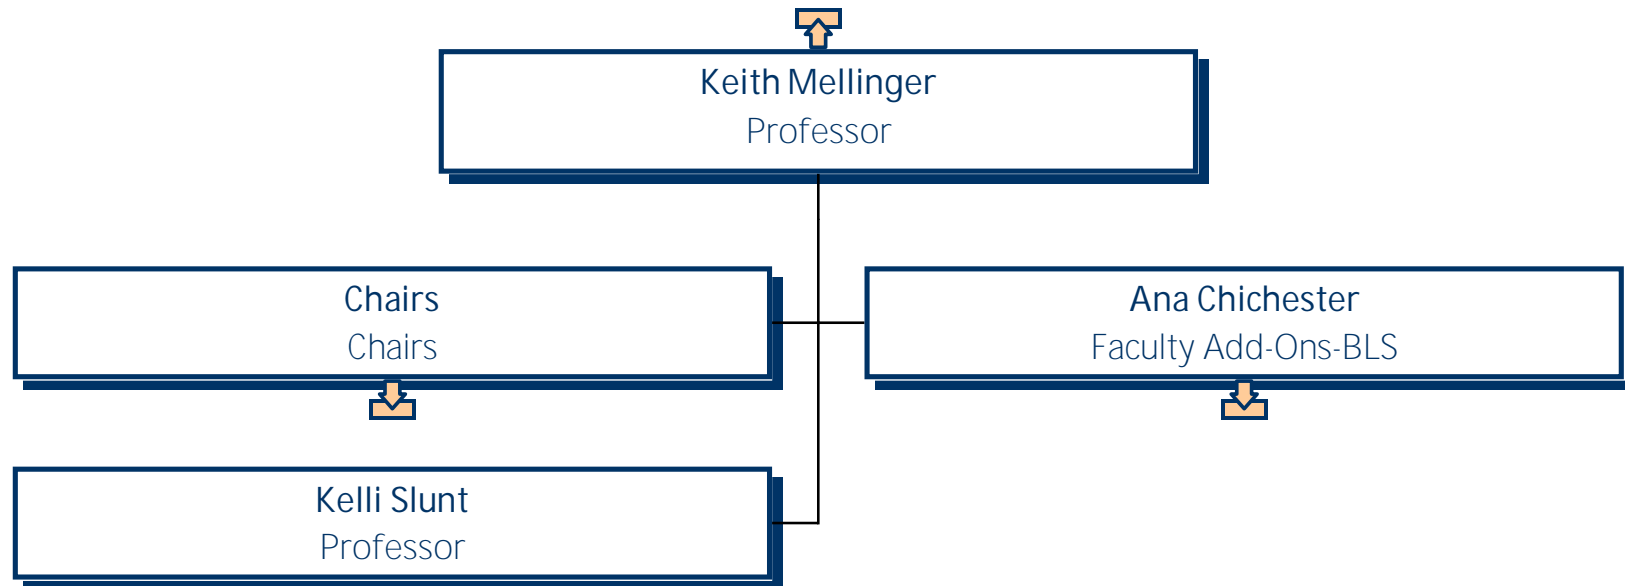 Keith Mellinger
Professor
Chairs
Chairs
Ana Chichester
Faculty Add-Ons-BLS
Kelli Slunt
Professor